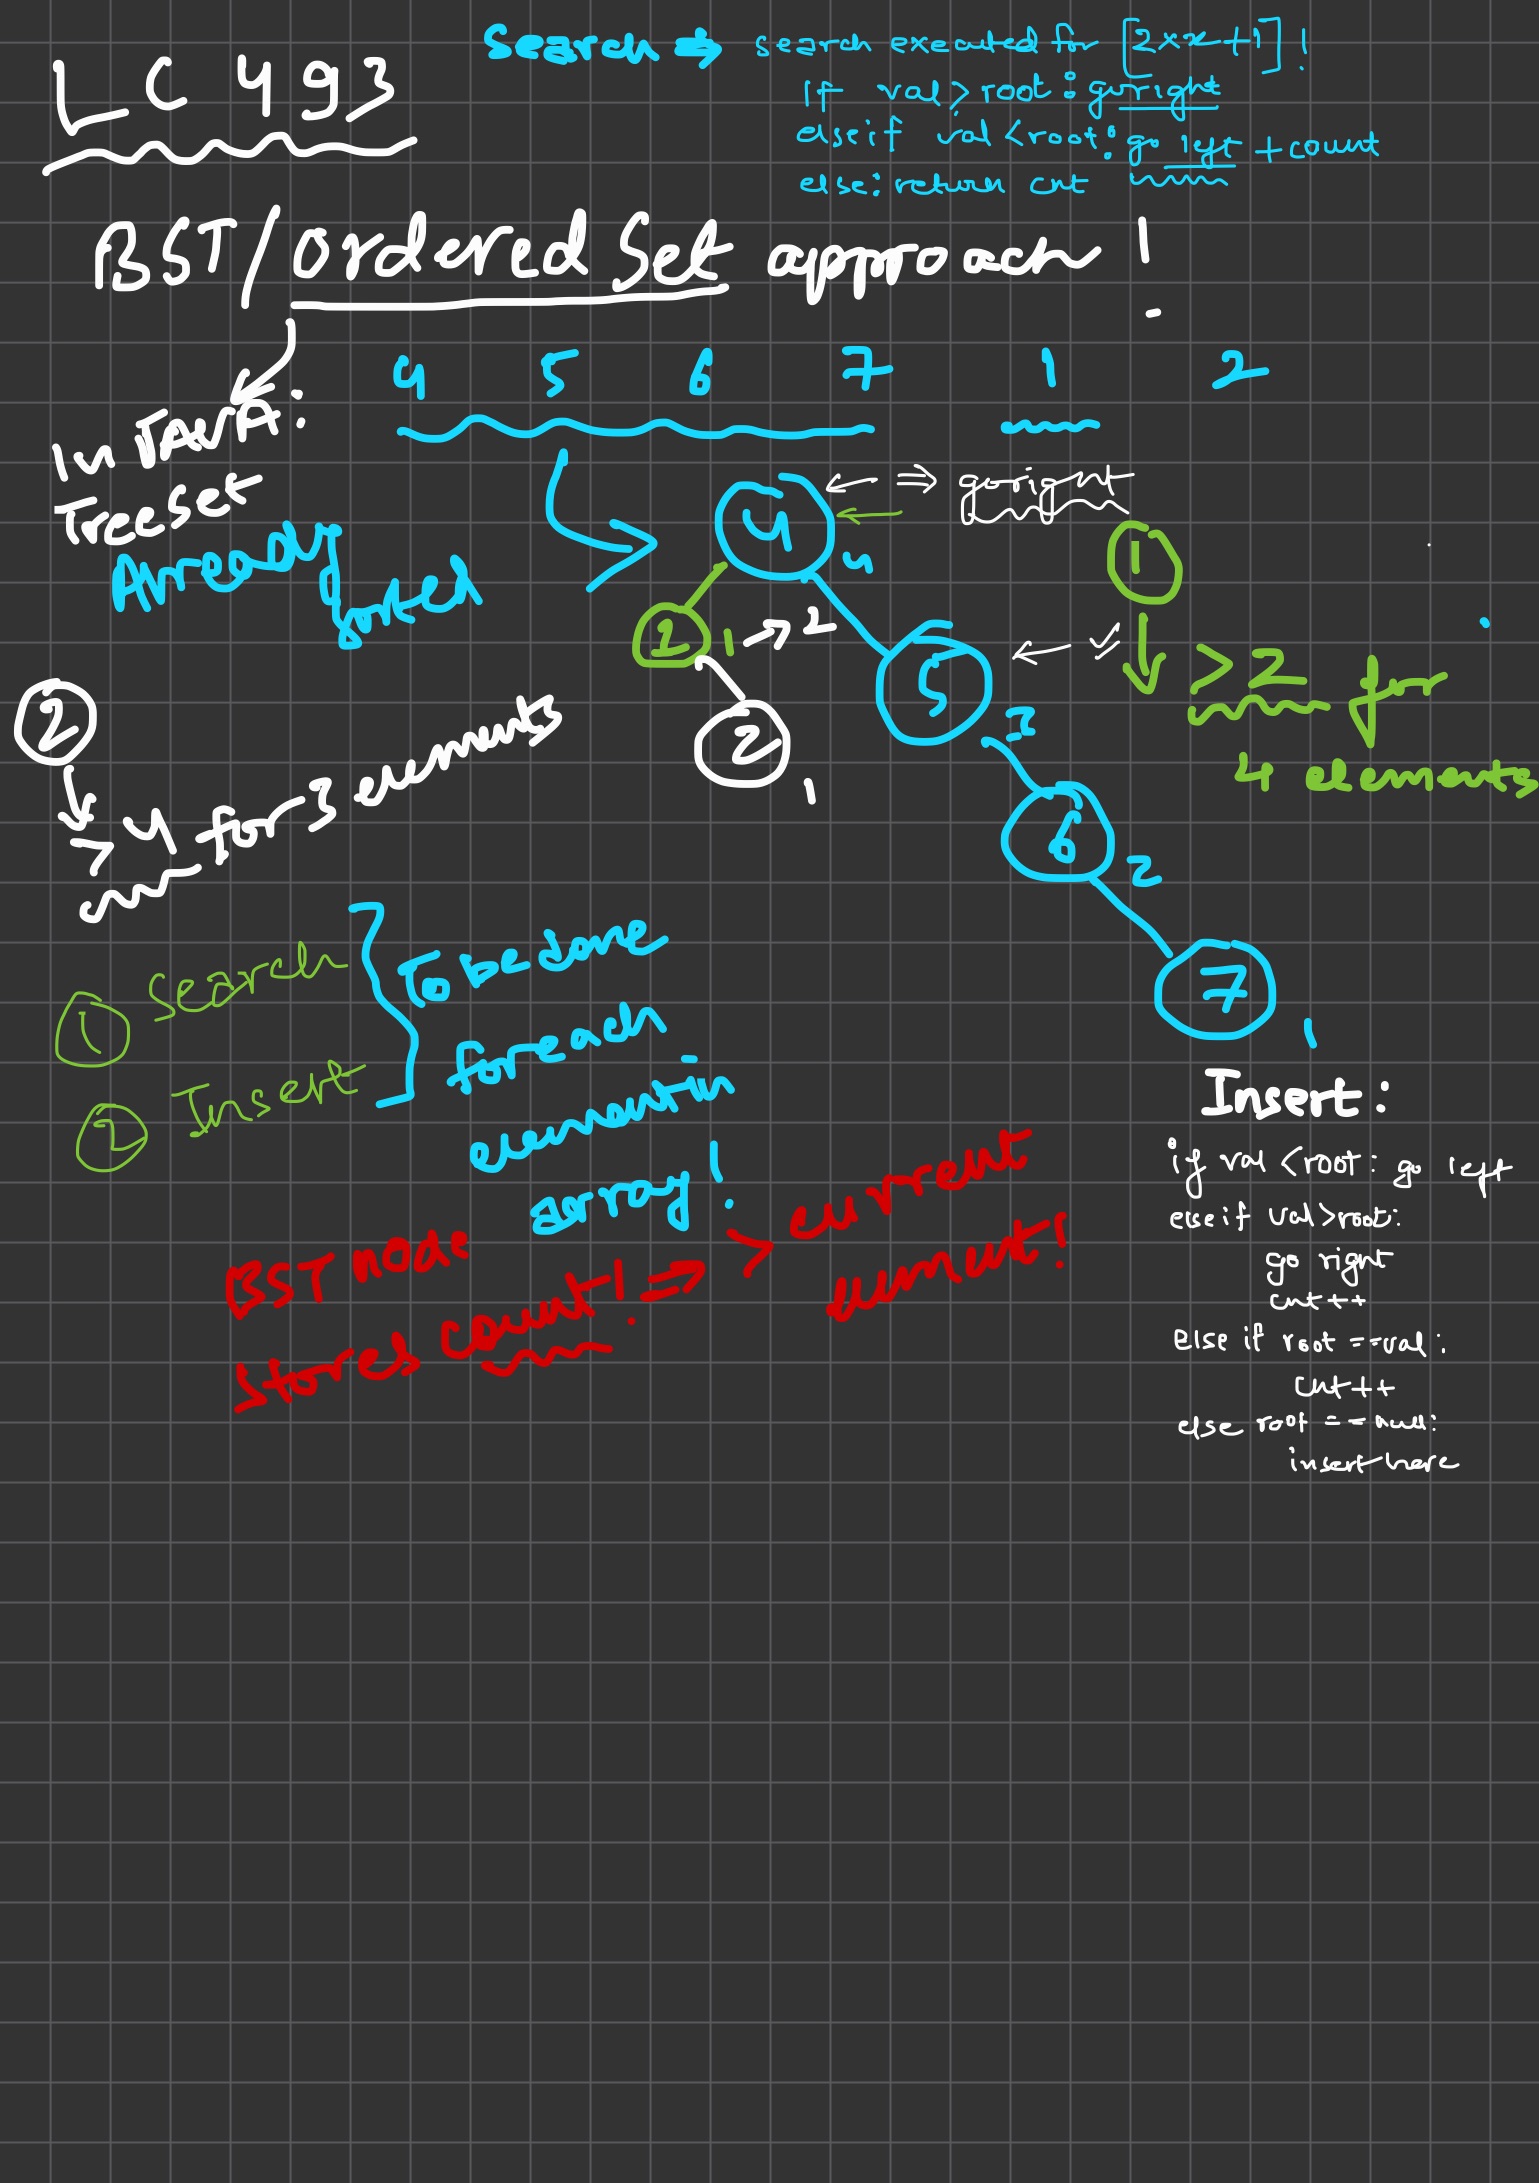 LC 493
Search ⇒ search executed for [2×x+1]!
if val > root: go right
else if val < root: go left + count
else: return cnt
BST/Ordered Set approach!
In JAVA:
TreeSet
Already
sorted
4 5 6 7 1 2
4 ← ⇒ go right
4
1
2 1 → 2
5
3
2
1
>2 for
4 elements
6
2
7
1
2
>4 for 3 elements
1 Search
2 Insert
To be done
for each
element in
array!
BST node
stores count! ⇒ > current
element!
Insert:
if val < root: go left
else if val > root:
go right
cnt++
else if root == val:
cnt++
else root == null:
insert here